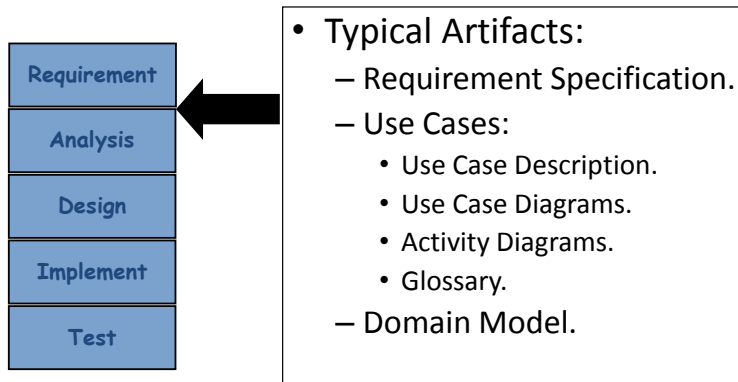 Requirement
Analysis
Design
Implement
Test
• Typical Artifacts:
– Requirement Specification.
– Use Cases:
• Use Case Description.
• Use Case Diagrams.
• Activity Diagrams.
• Glossary.
– Domain Model.